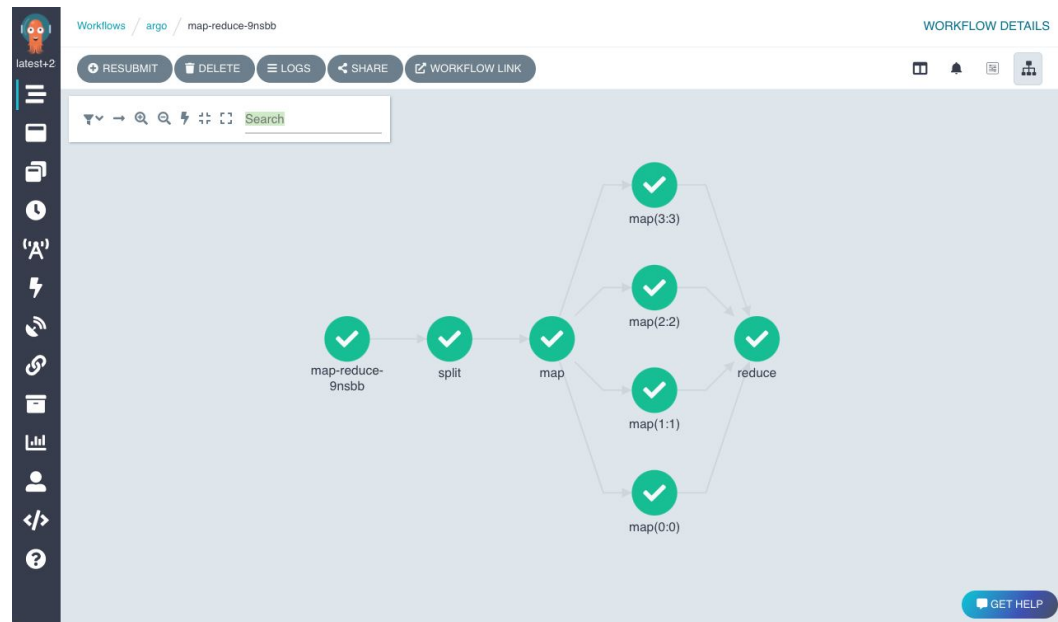 Workflows / argo / map-reduce-9nsbb
WORKFLOW DETAILS
latest+2
RESUBMIT DELETE LOGS SHARE WORKFLOW LINK
Search
map(3:3)
map(2:2)
map-reduce-
9nsbb
split
map
reduce
map(1:1)
map(0:0)
GET HELP